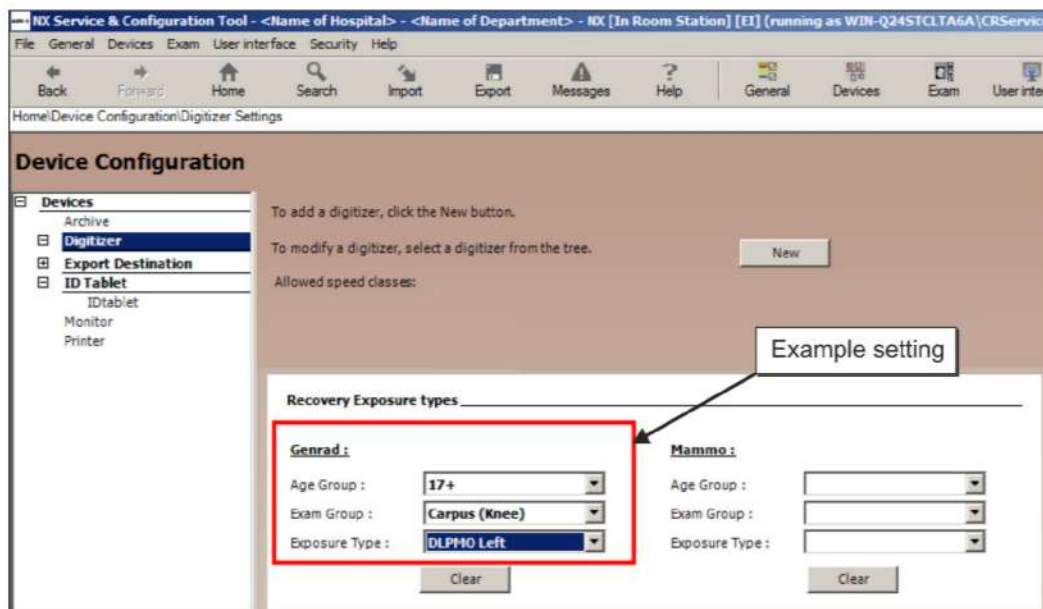 NX Service & Configuration Tool - <Name of Hospital> - <Name of Department> - NX [In Room Station] [EI] (running as WIN-Q24STCLTA6A\CRService
File General Devices Exam User interface Security Help
Back Forward Home Search Import Export Messages Help General Devices Exam User inte
Home\Device Configuration\Digitizer Settings
Device Configuration
Devices
Archive
Digitizer
Export Destination
ID Tablet
IDtablet
Monitor
Printer
To add a digitizer, click the New button.
To modify a digitizer, select a digitizer from the tree.
New
Allowed speed classes:
Example setting
Recovery Exposure types
Genrad :
Age Group : 17+
Exam Group : Carpus (Knee)
Exposure Type : DLPMO Left
Clear
Mammo :
Age Group :
Exam Group :
Exposure Type :
Clear